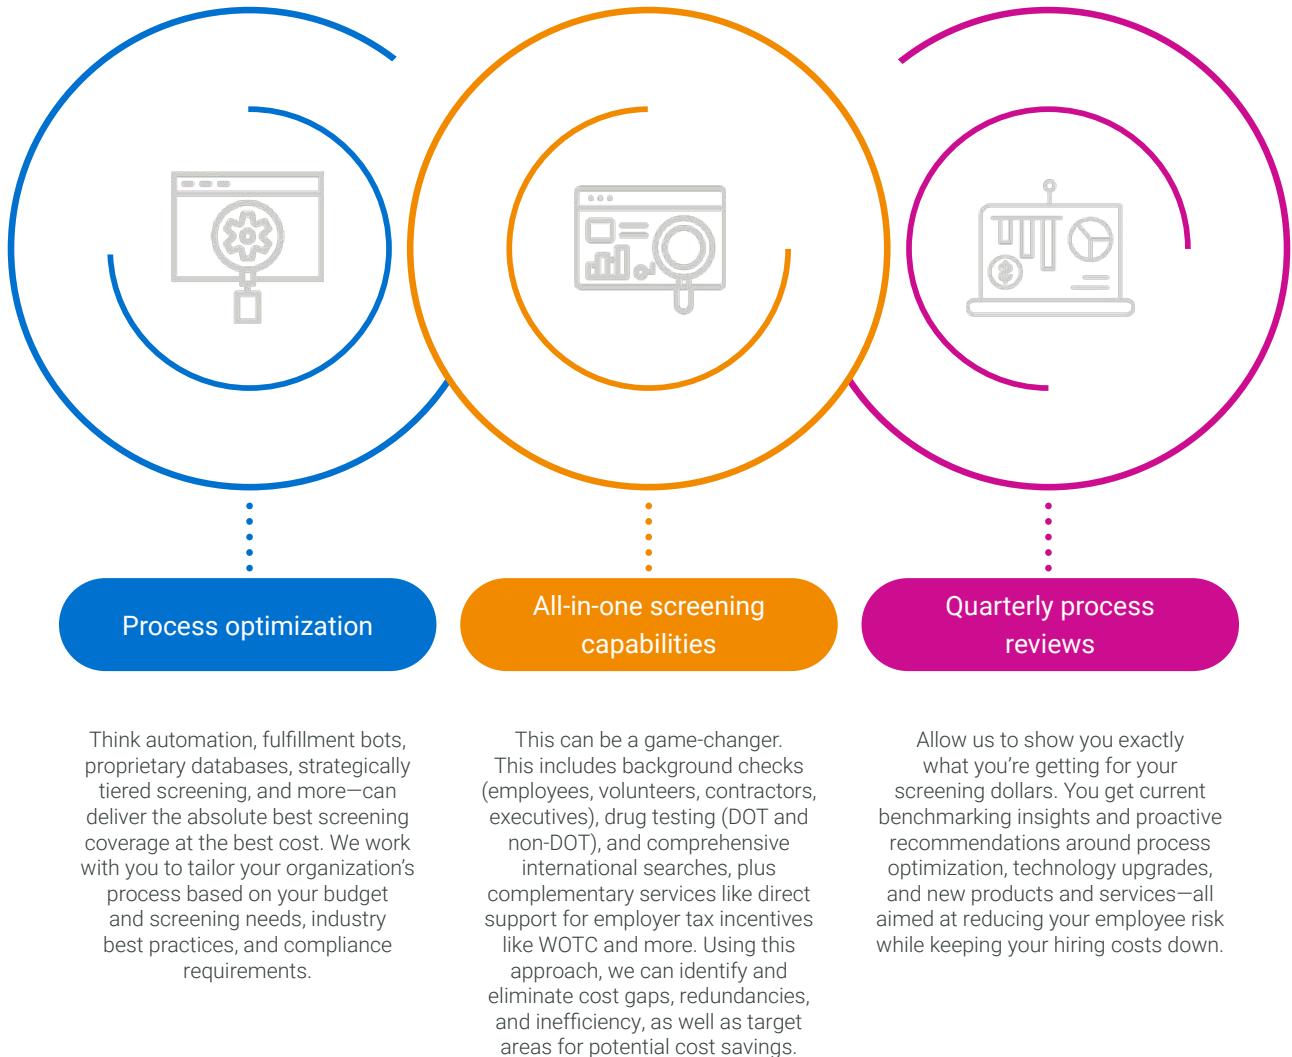 Process optimization
Think automation, fulfillment bots,
proprietary databases, strategically
tiered screening, and more—can
deliver the absolute best screening
coverage at the best cost. We work
with you to tailor your organization’s
process based on your budget
and screening needs, industry
best practices, and compliance
requirements.
All-in-one screening
capabilities
This can be a game-changer.
This includes background checks
(employees, volunteers, contractors,
executives), drug testing (DOT and
non-DOT), and comprehensive
international searches, plus
complementary services like direct
support for employer tax incentives
like WOTC and more. Using this
approach, we can identify and
eliminate cost gaps, redundancies,
and inefficiency, as well as target
areas for potential cost savings.
Quarterly process
reviews
Allow us to show you exactly
what you’re getting for your
screening dollars. You get current
benchmarking insights and proactive
recommendations around process
optimization, technology upgrades,
and new products and services—all
aimed at reducing your employee risk
while keeping your hiring costs down.